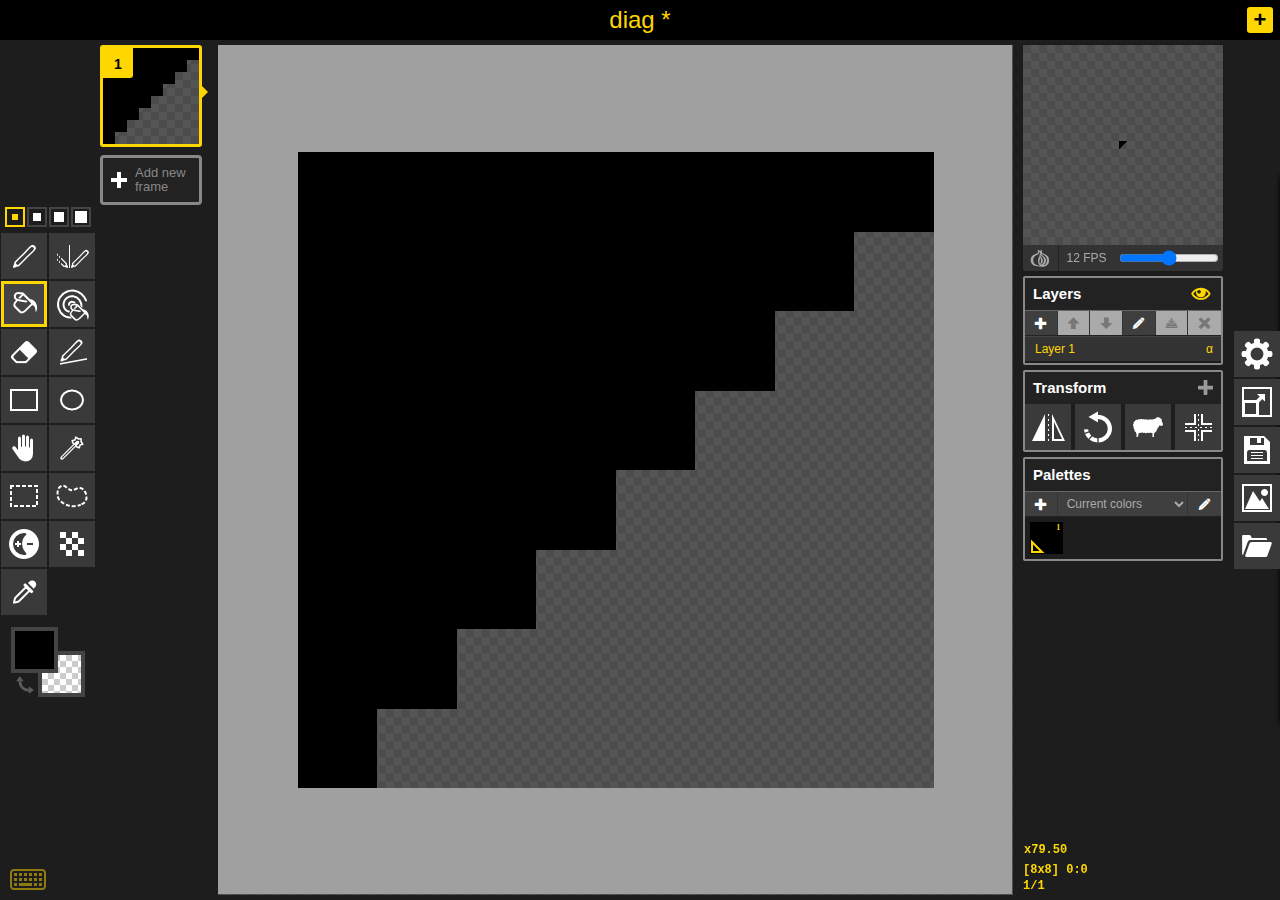 diag *
+
1
Add new
frame
12 FPS
Layers
Layer 1 α
Transform
Palettes
Current colors
1
x79.50
[8x8] 0:0
1/1